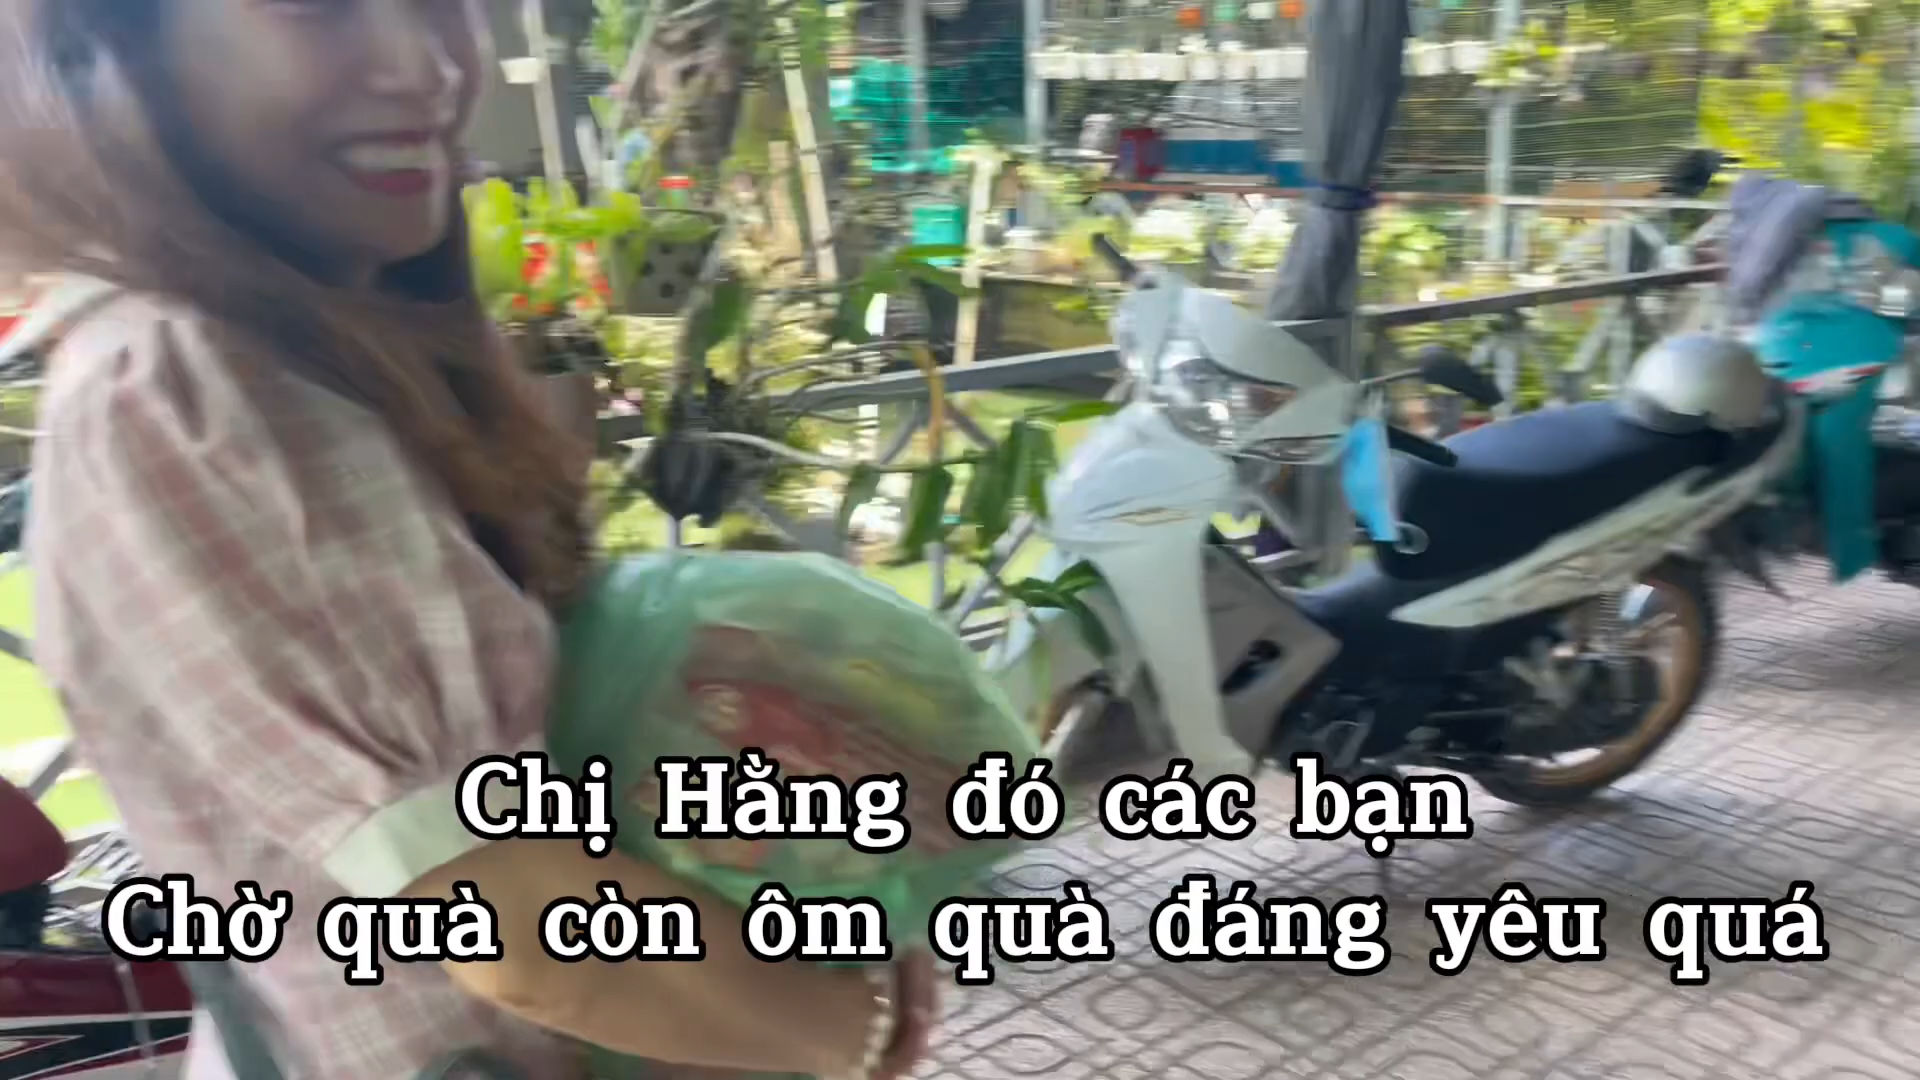 Chị Hằng đó các bạn
Chờ quà còn ôm quà đáng yêu quá